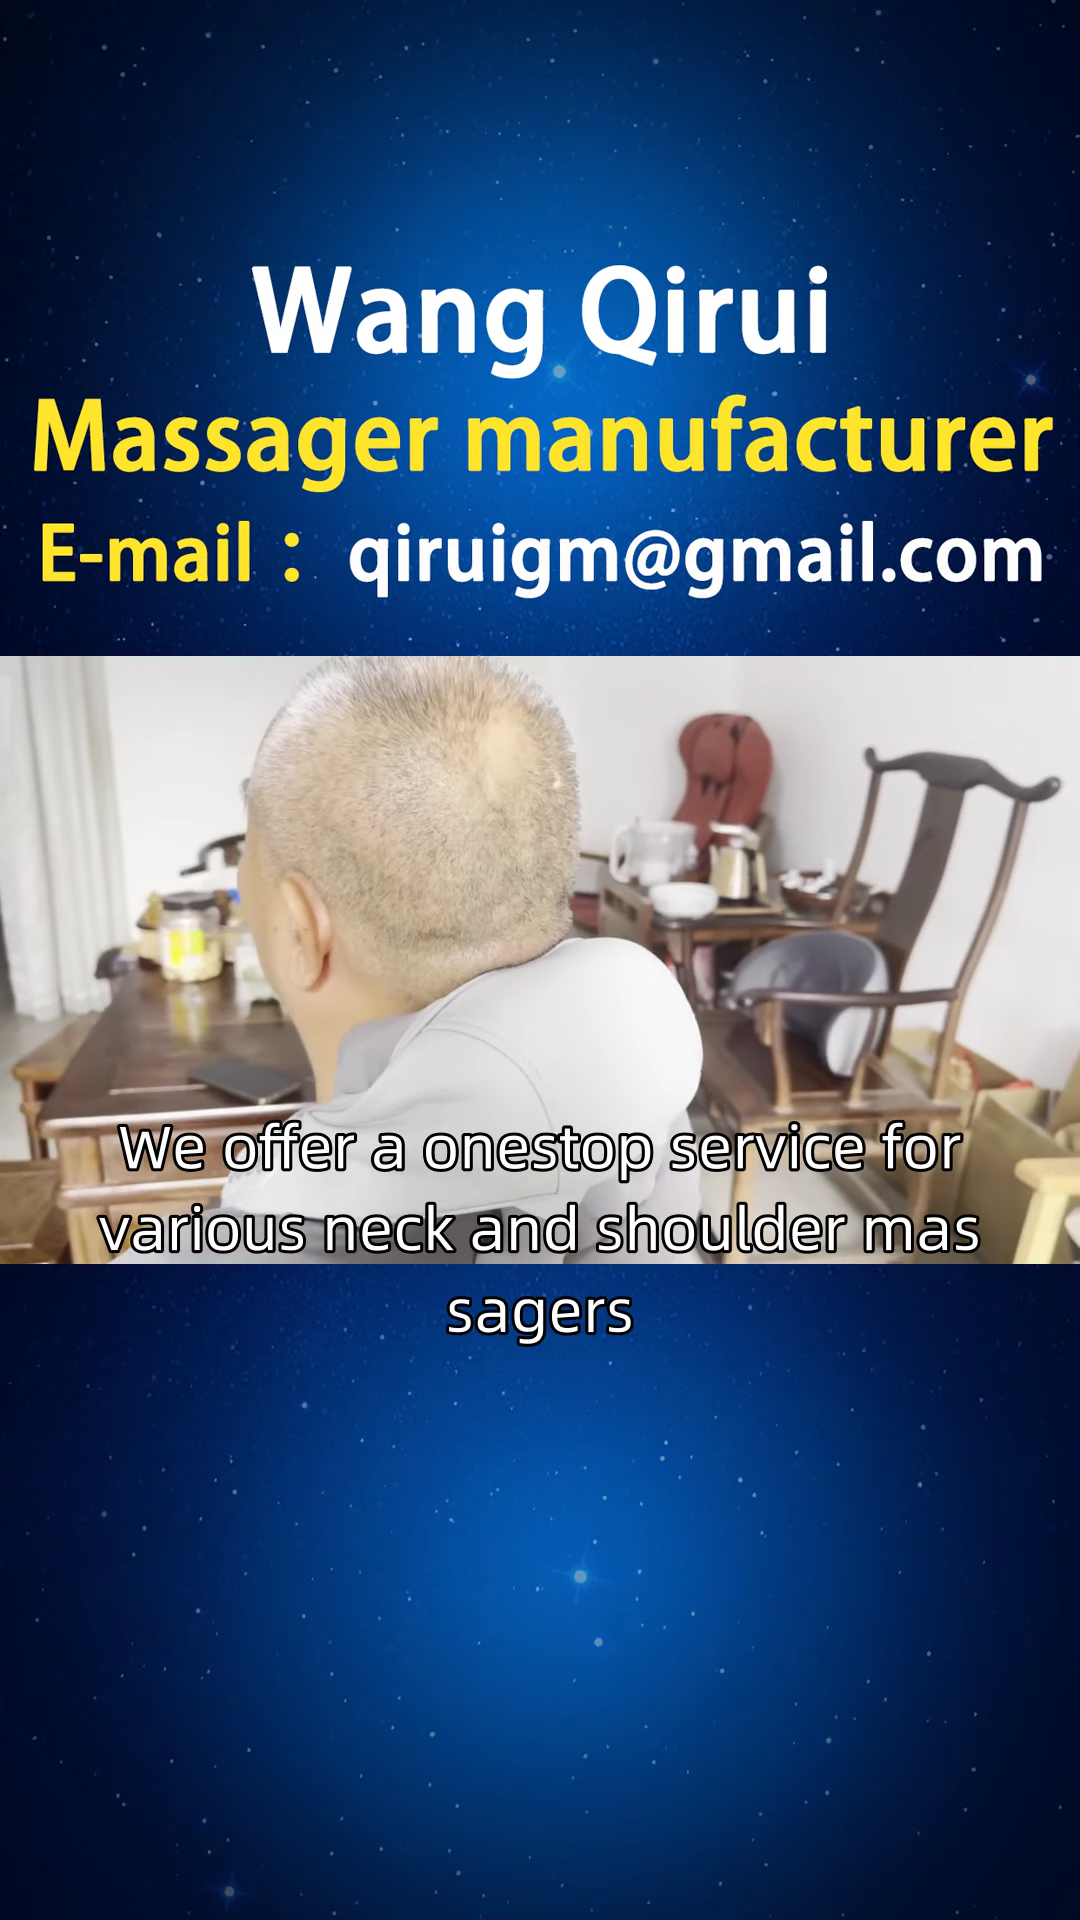 Wang Qirui
Massager manufacturer
E-mail： qiruigm@gmail.com
We offer a onestop service for
various neck and shoulder mas
sagers